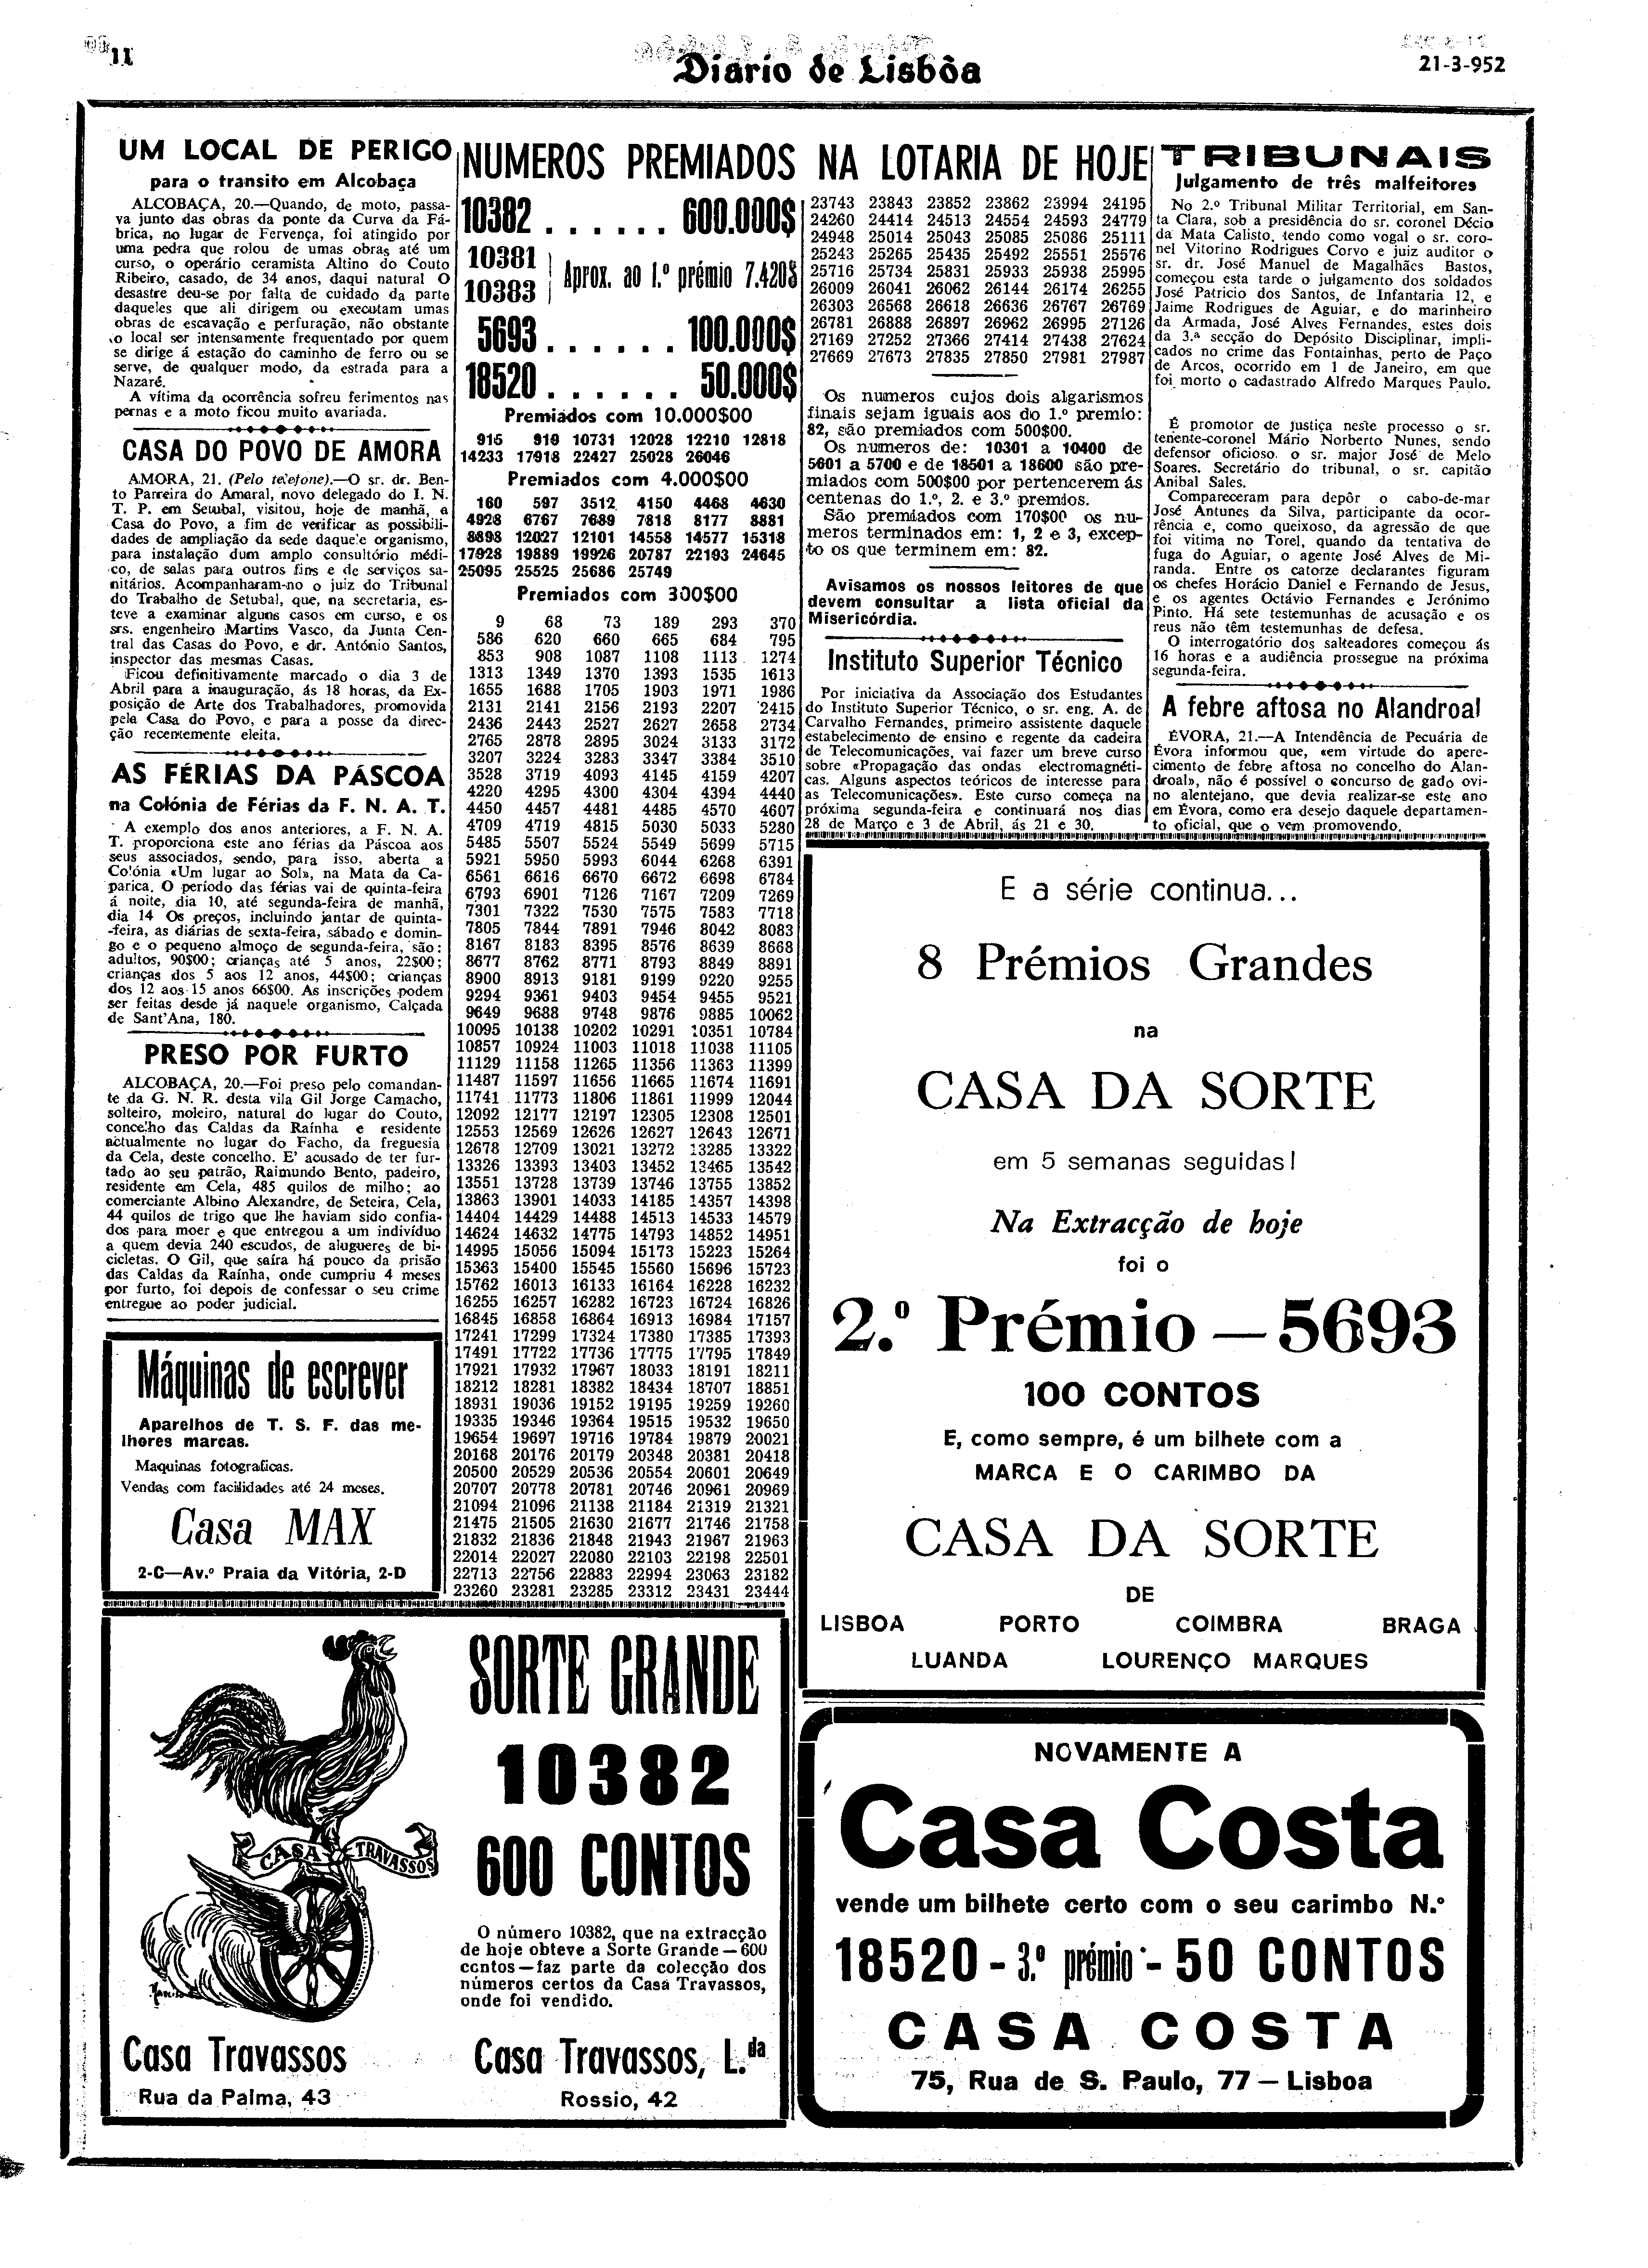 11
Diario de Lisbôa
21-3-952
UM LOCAL DE PERIGO
para o transito em Alcobaça
ALCOBAÇA, 20.—Quando, de moto, passa-
va junto das obras da ponte da Curva da Fá-
brica, no lugar de Fervença, foi atingido por
uma pedra que rolou de umas obras até um
curso, o operário ceramista Altino do Couto
Ribeiro, casado, de 34 anos, daqui natural O
desastre deu-se por falta de cuidado da parte
daqueles que ali dirigem ou executam umas
obras de escavação e perfuração, não obstante
o local ser intensamente frequentado por quem
se dirige á estação do caminho de ferro ou se
serve, de qualquer modo, da estrada para a
Nazaré.
A vítima da ocorrência sofreu ferimentos nas
pernas e a moto ficou muito avariada.
CASA DO POVO DE AMORA
AMORA, 21. (Pelo telefone).—O sr. dr. Ben-
to Parreira do Amaral, novo delegado do I. N.
T. P. em Setubal, visitou, hoje de manhã, a
Casa do Povo, a fim de verificar as possibili-
dades de ampliação da sede daquele organismo,
para instalação dum amplo consultório médi-
co, de salas para outros fins e de serviços sa-
nitários. Acompanharam-no o juiz do Tribunal
do Trabalho de Setubal, que, na secretaria, es-
teve a examinar alguns casos em curso, e os
srs. engenheiro Martins Vasco, da Junta Cen-
tral das Casas do Povo, e dr. António Santos,
inspector das mesmas Casas.
Ficou definitivamente marcado o dia 3 de
Abril para a inauguração, ás 18 horas, da Ex-
posição de Arte dos Trabalhadores, promovida
pela Casa do Povo, e para a posse da direc-
ção recentemente eleita.
AS FÉRIAS DA PÁSCOA
na Colónia de Férias da F. N. A. T.
A exemplo dos anos anteriores, a F. N. A.
T. proporciona este ano férias da Páscoa aos
seus associados, sendo, para isso, aberta a
Colónia «Um lugar ao Sol», na Mata da Ca-
parica. O período das férias vai de quinta-feira
á noite, dia 10, até segunda-feira de manhã,
dia 14 Os preços, incluindo jantar de quinta-
-feira, as diárias de sexta-feira, sábado e domin-
go e o pequeno almoço de segunda-feira, são:
adultos, 90$00; crianças até 5 anos, 22$00;
crianças dos 5 aos 12 anos, 44$00; crianças
dos 12 aos 15 anos 66$00. As inscrições podem
ser feitas desde já naquele organismo, Calçada
de Sant'Ana, 180.
PRESO POR FURTO
ALCOBAÇA, 20.—Foi preso pelo comandan-
te da G. N. R. desta vila Gil Jorge Camacho,
solteiro, moleiro, natural do lugar do Couto,
concelho das Caldas da Raínha e residente
actualmente no lugar do Facho, da freguesia
da Cela, deste concelho. E' acusado de ter fur-
tado ao seu patrão, Raimundo Bento, padeiro,
residente em Cela, 485 quilos de milho; ao
comerciante Albino Alexandre, de Seteira, Cela,
44 quilos de trigo que lhe haviam sido confia-
dos para moer e que entregou a um indivíduo
a quem devia 240 escudos, de alugueres de bi-
cicletas. O Gil, que saíra há pouco da prisão
das Caldas da Raínha, onde cumpriu 4 meses
por furto, foi depois de confessar o seu crime
entregue ao poder judicial.
Máquinas de escrever
Aparelhos de T. S. F. das me-
lhores marcas.
Maquinas fotograficas.
Vendas com facilidades até 24 meses.
Casa MAX
2-C—Av.º Praia da Vitória, 2-D
NUMEROS PREMIADOS NA LOTARIA DE HOJE
10382 . . . . . . 600.000$
10381
10383
Aprox. ao 1.º prémio 7.420$
5693 . . . . . . 100.000$
18520 . . . . . . 50.000$
Premiados com 10.000$00
915 919 10731 12028 12210 12818
14233 17918 22427 25028 26046
Premiados com 4.000$00
160 597 3512 4150 4468 4630
4928 6767 7689 7818 8177 8881
8898 12027 12101 14558 14577 15318
17928 19889 19926 20787 22193 24645
25095 25525 25686 25749
Premiados com 300$00
9 68 73 189 293 370
586 620 660 665 684 795
853 908 1087 1108 1113 1274
1313 1349 1370 1393 1535 1613
1655 1688 1705 1903 1971 1986
2131 2141 2156 2193 2207 2415
2436 2443 2527 2627 2658 2734
2765 2878 2895 3024 3133 3172
3207 3224 3283 3347 3384 3510
3528 3719 4093 4145 4159 4207
4220 4295 4300 4304 4394 4440
4450 4457 4481 4485 4570 4607
4709 4719 4815 5030 5033 5280
5485 5507 5524 5549 5699 5715
5921 5950 5993 6044 6268 6391
6561 6616 6670 6672 6698 6784
6793 6901 7126 7167 7209 7269
7301 7322 7530 7575 7583 7718
7805 7844 7891 7946 8042 8083
8167 8183 8395 8576 8639 8668
8677 8762 8771 8793 8849 8891
8900 8913 9181 9199 9220 9255
9294 9361 9403 9454 9455 9521
9649 9688 9748 9876 9885 10062
10095 10138 10202 10291 10351 10784
10857 10924 11003 11018 11038 11105
11129 11158 11265 11356 11363 11399
11487 11597 11656 11665 11674 11691
11741 11773 11806 11861 11999 12044
12092 12177 12197 12305 12308 12501
12553 12569 12626 12627 12643 12671
12678 12709 13021 13272 13285 13322
13326 13393 13403 13452 13465 13542
13551 13728 13739 13746 13755 13852
13863 13901 14033 14185 14357 14398
14404 14429 14488 14513 14533 14579
14624 14632 14775 14793 14852 14951
14995 15056 15094 15173 15223 15264
15363 15400 15545 15560 15696 15723
15762 16013 16133 16164 16228 16232
16255 16257 16282 16723 16724 16826
16845 16858 16864 16913 16984 17157
17241 17299 17324 17380 17385 17393
17491 17722 17736 17775 17795 17849
17921 17932 17967 18033 18191 18211
18212 18281 18382 18434 18707 18851
18931 19036 19152 19195 19259 19260
19335 19346 19364 19515 19532 19650
19654 19697 19716 19784 19879 20021
20168 20176 20179 20348 20381 20418
20500 20529 20536 20554 20601 20649
20707 20778 20781 20746 20961 20969
21094 21096 21138 21184 21319 21321
21475 21505 21630 21677 21746 21758
21832 21836 21848 21943 21967 21963
22014 22027 22080 22103 22198 22501
22713 22756 22883 22994 23063 23182
23260 23281 23285 23312 23431 23444
23743 23843 23852 23862 23994 24195
24260 24414 24513 24554 24593 24779
24948 25014 25043 25085 25086 25111
25243 25265 25435 25492 25551 25576
25716 25734 25831 25933 25938 25995
26009 26041 26062 26144 26174 26255
26303 26568 26618 26636 26767 26769
26781 26888 26897 26962 26995 27126
27169 27252 27366 27414 27438 27624
27669 27673 27835 27850 27981 27987
Os numeros cujos dois algarismos
finais sejam iguais aos do 1.º premio:
82, são premiados com 500$00.
Os numeros de: 10301 a 10400 de
5601 a 5700 e de 18501 a 18600 são pre-
miados com 500$00 por pertencerem ás
centenas do 1.º, 2. e 3.º premios.
São premiados com 170$00 os nu-
meros terminados em: 1, 2 e 3, excep-
to os que terminem em: 82.
Avisamos os nossos leitores de que
devem consultar a lista oficial da
Misericórdia.
Instituto Superior Técnico
Por iniciativa da Associação dos Estudantes
do Instituto Superior Técnico, o sr. eng. A. de
Carvalho Fernandes, primeiro assistente daquele
estabelecimento de ensino e regente da cadeira
de Telecomunicações, vai fazer um breve curso
sobre «Propagação das ondas electromagnéti-
cas. Alguns aspectos teóricos de interesse para
as Telecomunicações». Este curso começa na
próxima segunda-feira e continuará nos dias
28 de Março e 3 de Abril, ás 21 e 30.
TRIBUNAIS
Julgamento de três malfeitores
No 2.º Tribunal Militar Territorial, em San-
ta Clara, sob a presidência do sr. coronel Décio
da Mata Calisto, tendo como vogal o sr. coro-
nel Vitorino Rodrigues Corvo e juiz auditor o
sr. dr. José Manuel de Magalhães Bastos,
começou esta tarde o julgamento dos soldados
José Patricio dos Santos, de Infantaria 12, e
Jaime Rodrigues de Aguiar, e do marinheiro
da Armada, José Alves Fernandes, estes dois
da 3.ª secção do Depósito Disciplinar, impli-
cados no crime das Fontainhas, perto de Paço
de Arcos, ocorrido em 1 de Janeiro, em que
foi morto o cadastrado Alfredo Marques Paulo.
É promotor de justiça neste processo o sr.
tenente-coronel Mário Norberto Nunes, sendo
defensor oficioso o sr. major José de Melo
Soares. Secretário do tribunal, o sr. capitão
Anibal Sales.
Compareceram para depôr o cabo-de-mar
José Antunes da Silva, participante da ocor-
rência e, como queixoso, da agressão de que
foi vitima no Torel, quando da tentativa de
fuga do Aguiar, o agente José Alves de Mi-
randa. Entre os catorze declarantes figuram
os chefes Horácio Daniel e Fernando de Jesus,
e os agentes Octávio Fernandes e Jerónimo
Pinto. Há sete testemunhas de acusação e os
reus não têm testemunhas de defesa.
O interrogatório dos salteadores começou ás
16 horas e a audiência prossegue na próxima
segunda-feira.
A febre aftosa no Alandroal
ÉVORA, 21.—A Intendência de Pecuária de
Évora informou que, «em virtude do apere-
cimento de febre aftosa no concelho do Alan-
droal», não é possível o concurso de gado ovi-
no alentejano, que devia realizar-se este ano
em Évora, como era desejo daquele departamen-
to oficial, que o vem promovendo.
E a série continua...
8 Prémios Grandes
na
CASA DA SORTE
em 5 semanas seguidas!
Na Extracção de hoje
foi o
2.º Prémio — 5693
100 CONTOS
E, como sempre, é um bilhete com a
MARCA E O CARIMBO DA
CASA DA SORTE
DE
LISBOA PORTO COIMBRA BRAGA
LUANDA LOURENÇO MARQUES
CASA TRAVASSOS
SORTE GRANDE
10382
600 CONTOS
O número 10382, que na extracção
de hoje obteve a Sorte Grande — 600
contos — faz parte da colecção dos
números certos da Casa Travassos,
onde foi vendido.
Casa Travassos
Rua da Palma, 43
Casa Travassos, L.da
Rossio, 42
NOVAMENTE A
Casa Costa
vende um bilhete certo com o seu carimbo N.º
18520 - 3.º prémio - 50 CONTOS
CASA COSTA
75, Rua de S. Paulo, 77 — Lisboa